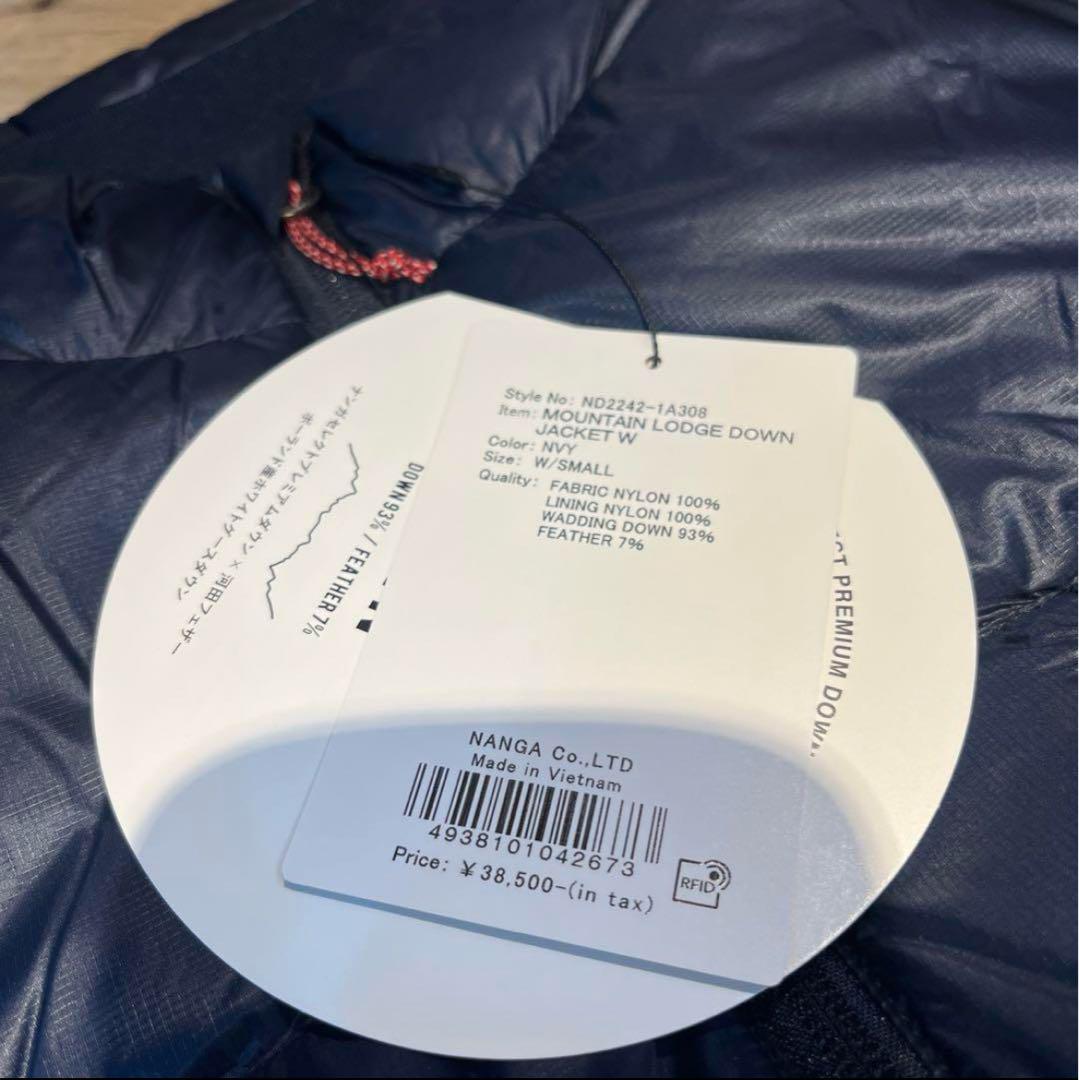 Style No: ND2242-1A308
Item: MOUNTAIN LODGE DOWN
JACKET W
Color: NVY
Size: W/SMALL
Quality: FABRIC NYLON 100%
LINING NYLON 100%
WADDING DOWN 93%
FEATHER 7%
NANGA Co.,LTD
Made in Vietnam
4938101042673
Price: ¥38,500-(in tax)
RFID
ナンガセレクトプレミアムダウン × 河田フェザー
ポーランド産ホワイトグースダウン
DOWN 93% / FEATHER 7%
PREMIUM DOW